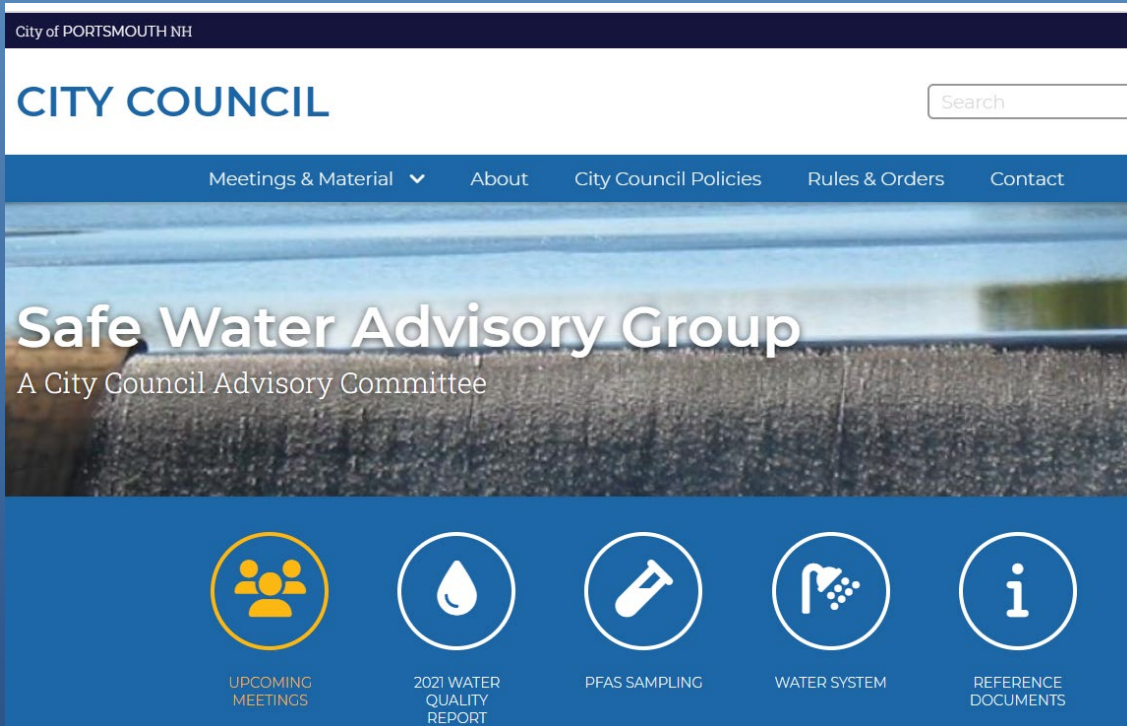 City of PORTSMOUTH NH
CITY COUNCIL
Search
Meetings & Material About City Council Policies Rules & Orders Contact
Safe Water Advisory Group
A City Council Advisory Committee
UPCOMING
MEETINGS
2021 WATER
QUALITY
REPORT
PFAS SAMPLING
WATER SYSTEM
REFERENCE
DOCUMENTS